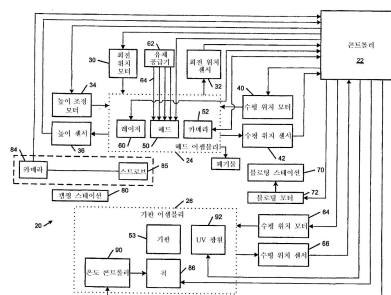 컨트롤러
22
62
유체
공급기
30
회전
위치
모터
회전 위치
센서
32
64
34
높이 조정
모터
40
수평 위치 모터
레이저
헤드
카메라
52
60
50
24
높이 센서
36
수평 위치 센서
42
헤드 어셈블리
폐기물
84
카메라
스트로브
85
블로팅 스테이션
70
캡핑 스테이션
80
블로팅 모터
72
26
기판 어셈블리
20
53
기판
92
UV 광원
64
수평 위치 모터
66
수평 위치 센서
90
온도 컨트롤러
86
척